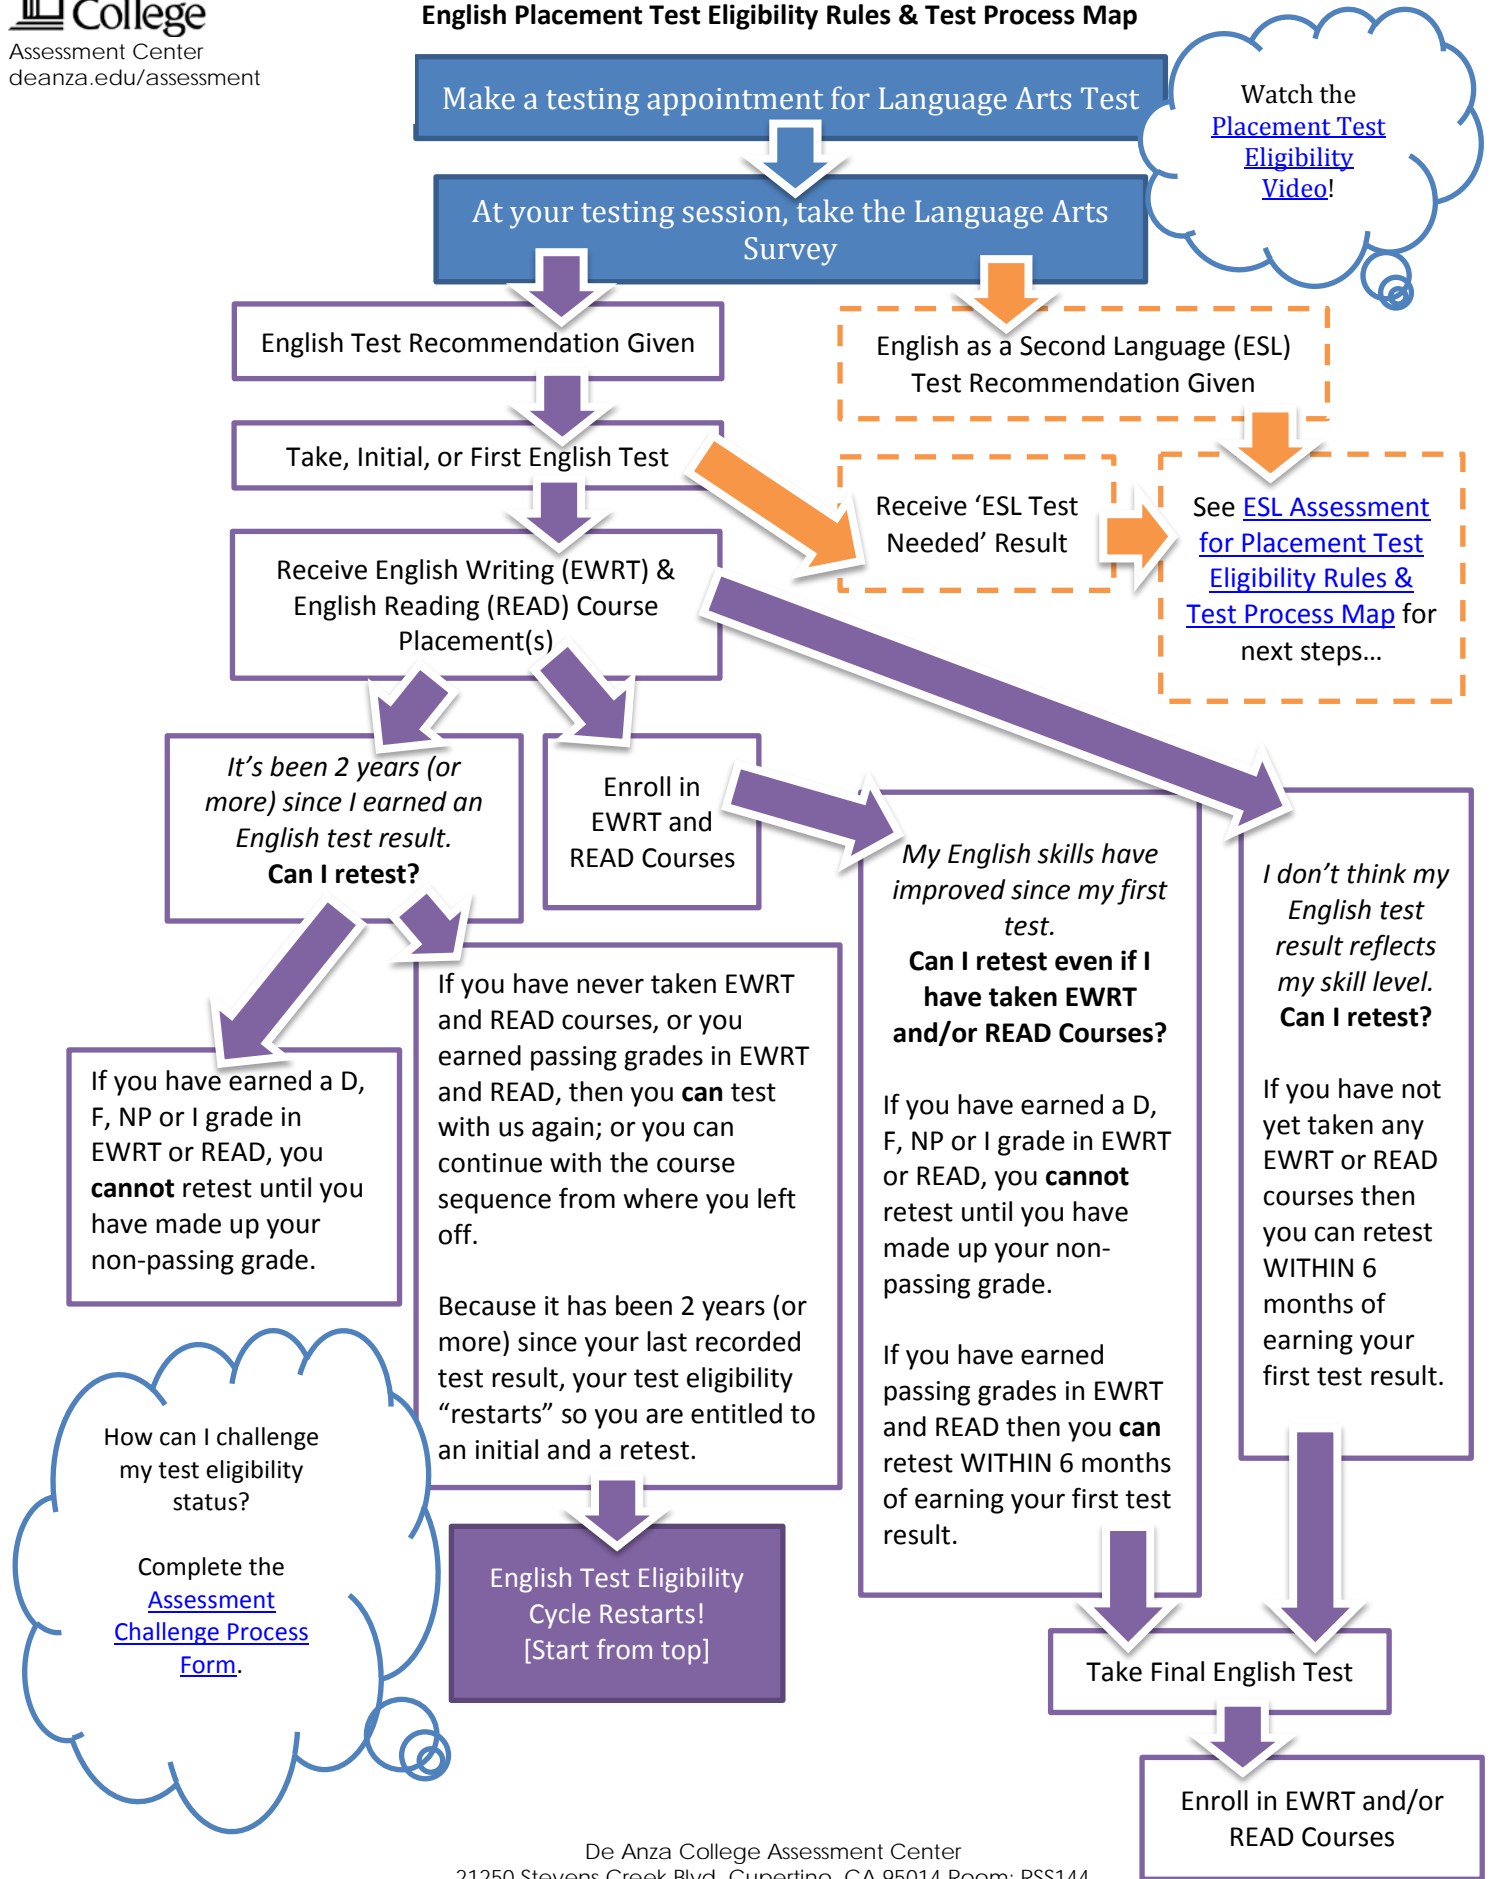 College
Assessment Center
deanza.edu/assessment
English Placement Test Eligibility Rules & Test Process Map
Make a testing appointment for Language Arts Test
Watch the
Placement Test
Eligibility
Video!
At your testing session, take the Language Arts
Survey
English Test Recommendation Given
English as a Second Language (ESL)
Test Recommendation Given
Take, Initial, or First English Test
Receive ‘ESL Test
Needed’ Result
See ESL Assessment
for Placement Test
Eligibility Rules &
Test Process Map for
next steps…
Receive English Writing (EWRT) &
English Reading (READ) Course
Placement(s)
It’s been 2 years (or
more) since I earned an
English test result.
Can I retest?
Enroll in
EWRT and
READ Courses
My English skills have
improved since my first
test.
Can I retest even if I
have taken EWRT
and/or READ Courses?
If you have earned a D,
F, NP or I grade in EWRT
or READ, you cannot
retest until you have
made up your non-
passing grade.
If you have earned
passing grades in EWRT
and READ then you can
retest WITHIN 6 months
of earning your first test
result.
I don’t think my
English test
result reflects
my skill level.
Can I retest?
If you have not
yet taken any
EWRT or READ
courses then
you can retest
WITHIN 6
months of
earning your
first test result.
If you have earned a D,
F, NP or I grade in
EWRT or READ, you
cannot retest until you
have made up your
non-passing grade.
If you have never taken EWRT
and READ courses, or you
earned passing grades in EWRT
and READ, then you can test
with us again; or you can
continue with the course
sequence from where you left
off.
Because it has been 2 years (or
more) since your last recorded
test result, your test eligibility
“restarts” so you are entitled to
an initial and a retest.
How can I challenge
my test eligibility
status?
Complete the
Assessment
Challenge Process
Form.
English Test Eligibility
Cycle Restarts!
[Start from top]
Take Final English Test
Enroll in EWRT and/or
READ Courses
De Anza College Assessment Center
21250 Stevens Creek Blvd. Cupertino, CA 95014 Room: RSS144